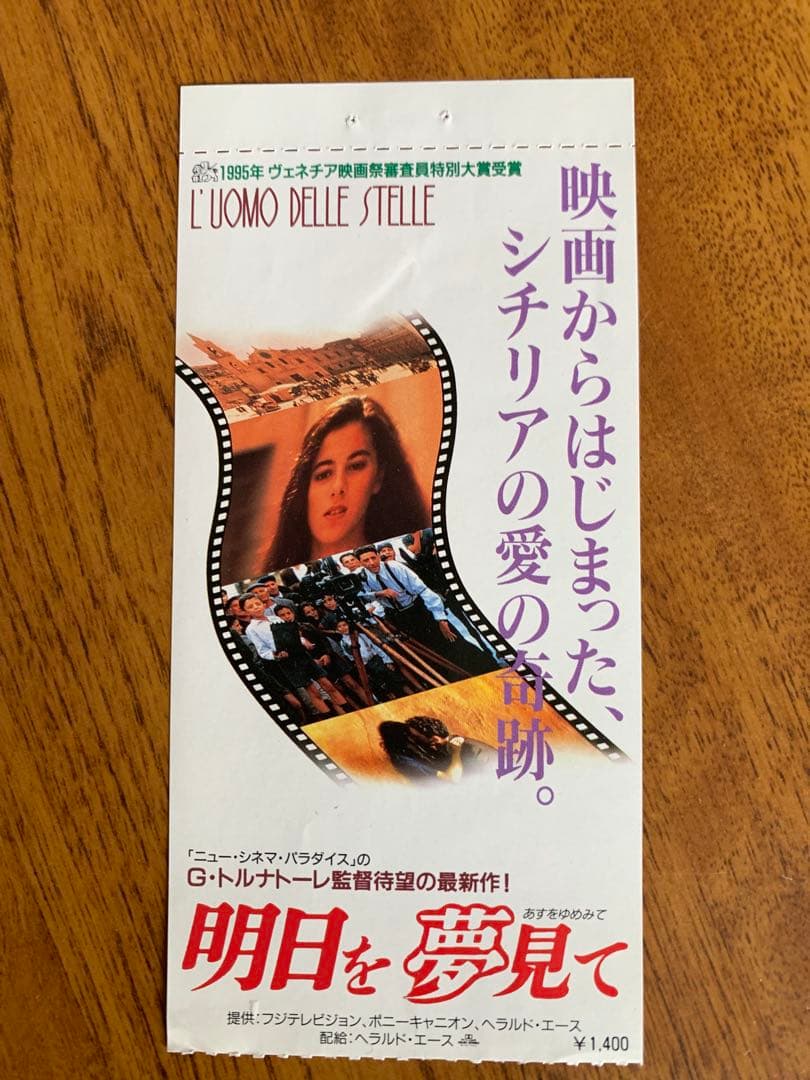 1995年 ヴェネチア映画祭審査員特別大賞受賞
L'UOMO DELLE STELLE
映画からはじまった、
シチリアの愛の奇跡。
「ニュー・シネマ・パラダイス」の
G・トルナトーレ監督待望の最新作!
あすをゆめみて
明日を夢見て
提供:フジテレビジョン、ポニーキャニオン、ヘラルド・エース
配給:ヘラルド・エース
¥1,400